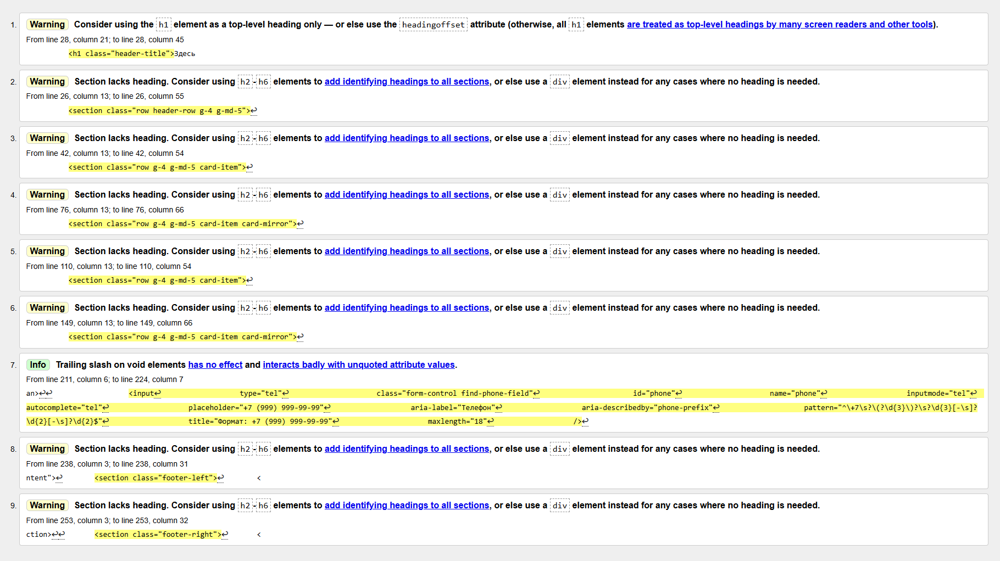 1. Warning Consider using the h1 element as a top-level heading only — or else use the headingoffset attribute (otherwise, all h1 elements are treated as top-level headings by many screen readers and other tools).
From line 28, column 21; to line 28, column 45
<h1 class="header-title">Здесь
2. Warning Section lacks heading. Consider using h2-h6 elements to add identifying headings to all sections, or else use a div element instead for any cases where no heading is needed.
From line 26, column 13; to line 26, column 55
<section class="row header-row g-4 g-md-5">↩
3. Warning Section lacks heading. Consider using h2-h6 elements to add identifying headings to all sections, or else use a div element instead for any cases where no heading is needed.
From line 42, column 13; to line 42, column 54
<section class="row g-4 g-md-5 card-item">↩
4. Warning Section lacks heading. Consider using h2-h6 elements to add identifying headings to all sections, or else use a div element instead for any cases where no heading is needed.
From line 76, column 13; to line 76, column 66
<section class="row g-4 g-md-5 card-item card-mirror">↩
5. Warning Section lacks heading. Consider using h2-h6 elements to add identifying headings to all sections, or else use a div element instead for any cases where no heading is needed.
From line 110, column 13; to line 110, column 54
<section class="row g-4 g-md-5 card-item">↩
6. Warning Section lacks heading. Consider using h2-h6 elements to add identifying headings to all sections, or else use a div element instead for any cases where no heading is needed.
From line 149, column 13; to line 149, column 66
<section class="row g-4 g-md-5 card-item card-mirror">↩
7. Info Trailing slash on void elements has no effect and interacts badly with unquoted attribute values.
From line 211, column 6; to line 224, column 7
an>↩↩ <input↩ type="tel"↩ class="form-control find-phone-field"↩ id="phone"↩ name="phone"↩ inputmode="tel"↩
autocomplete="tel"↩ placeholder="+7 (999) 999-99-99"↩ aria-label="Телефон"↩ aria-describedby="phone-prefix"↩ pattern="^\+7\s?\(?\d{3}\)?\s?\d{3}[-\s]?
\d{2}[-\s]?\d{2}$"↩ title="Формат: +7 (999) 999-99-99"↩ maxlength="18"↩ />↩
8. Warning Section lacks heading. Consider using h2-h6 elements to add identifying headings to all sections, or else use a div element instead for any cases where no heading is needed.
From line 238, column 3; to line 238, column 31
ntent">↩ <section class="footer-left">↩ <
9. Warning Section lacks heading. Consider using h2-h6 elements to add identifying headings to all sections, or else use a div element instead for any cases where no heading is needed.
From line 253, column 3; to line 253, column 32
ction>↩↩ <section class="footer-right">↩ <